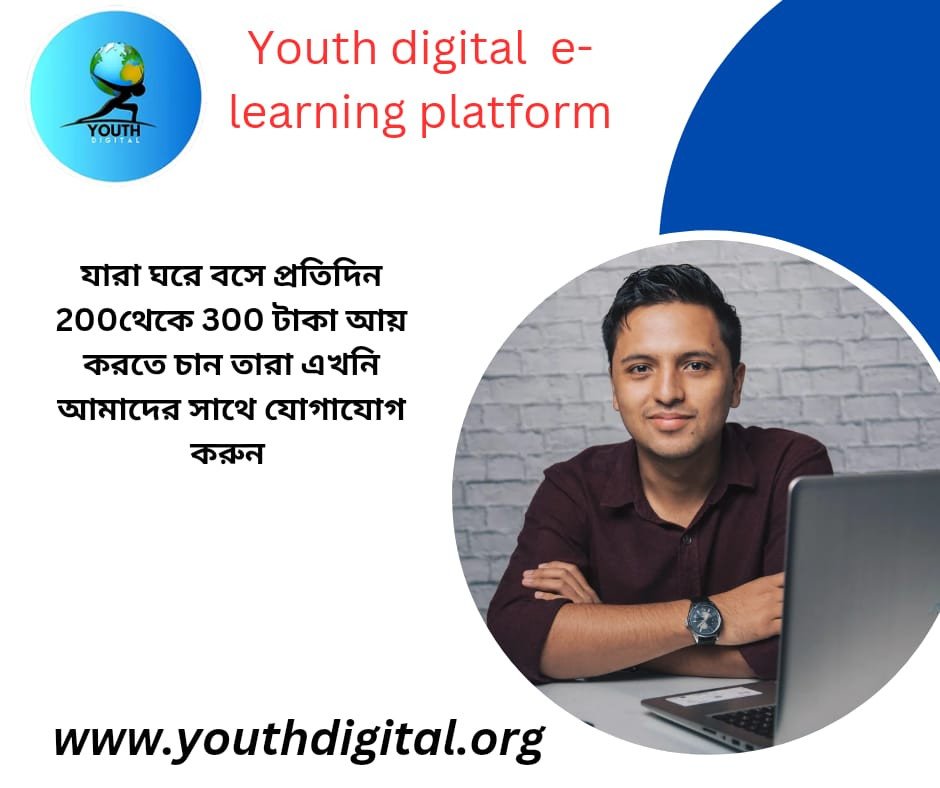 YOUTH
DIGITAL
Youth digital e-
learning platform
যারা ঘরে বসে প্রতিদিন
200থেকে 300 টাকা আয়
করতে চান তারা এখনি
আমাদের সাথে যোগাযোগ
করুন
www.youthdigital.org